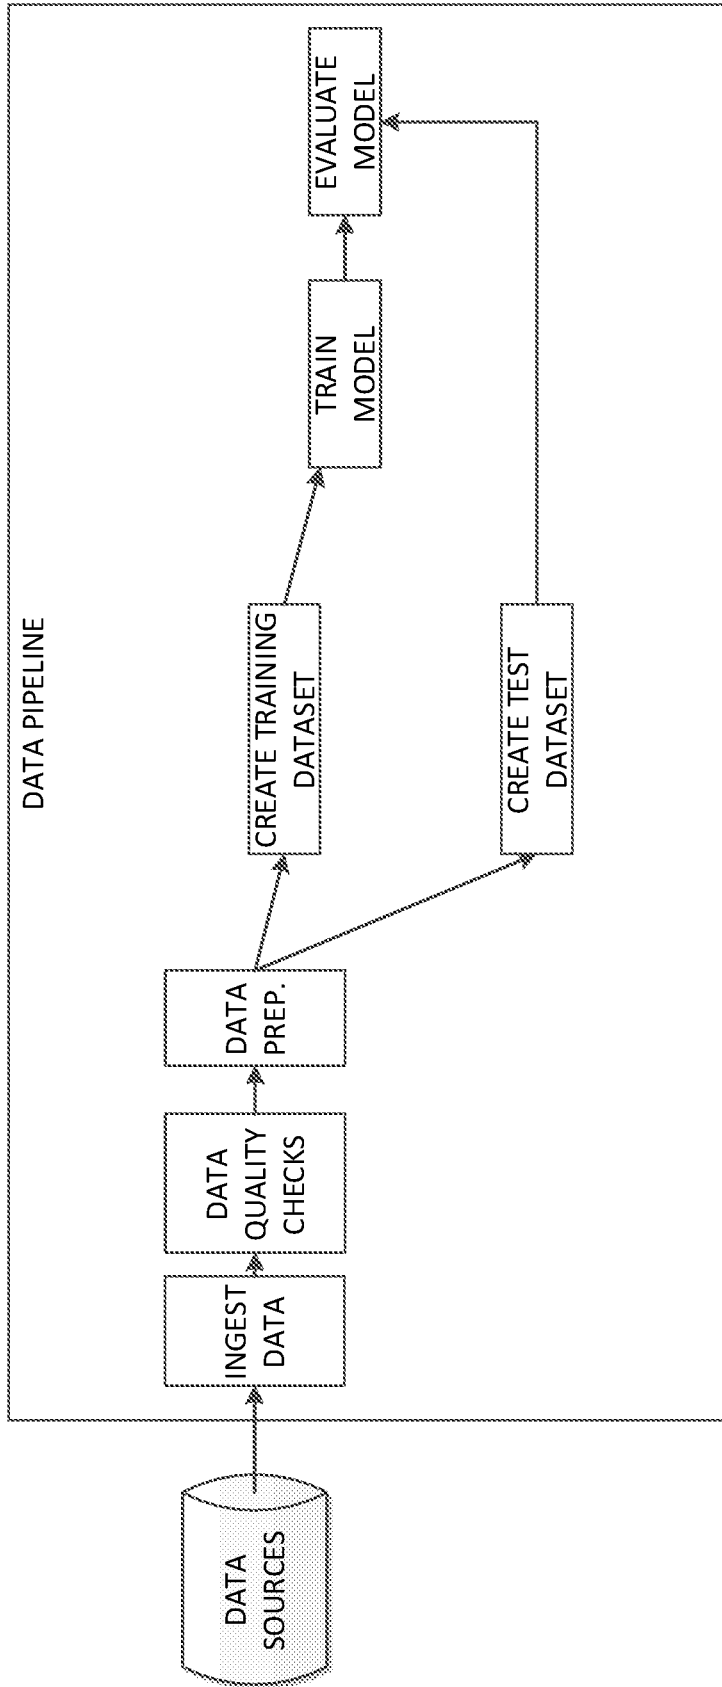 DATA PIPELINE
DATA
SOURCES
INGEST
DATA
DATA
QUALITY
CHECKS
DATA
PREP.
CREATE TRAINING
DATASET
TRAIN
MODEL
EVALUATE
MODEL
CREATE TEST
DATASET